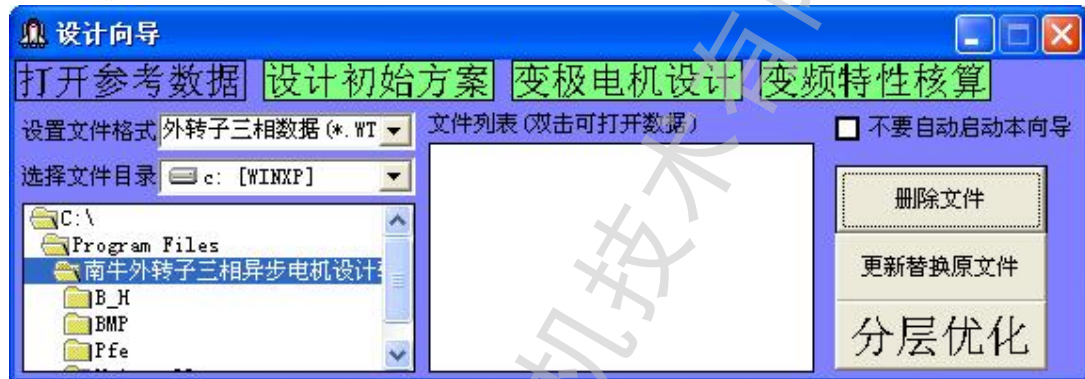 设计向导
打开参考数据 设计初始方案 变极电机设计 变频特性核算
设置文件格式 外转子三相数据(*.WT 文件列表(双击可打开数据) 不要自动启动本向导
选择文件目录 c: [WINXP]
删除文件
C:\
Program Files
南牛外转子三相异步电机设计
更新替换原文件
B_H
BMP
分层优化
Pfe
机技术有